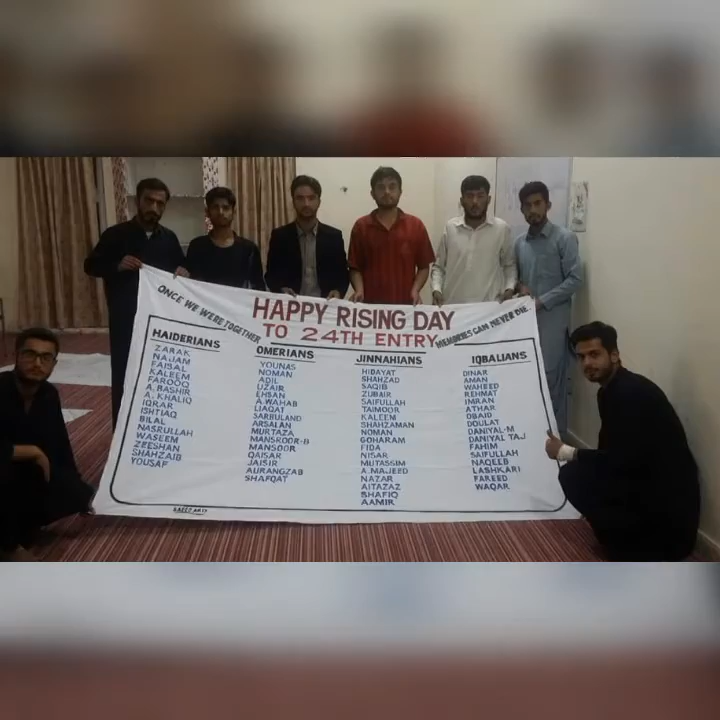 ONCE WE WERE TOGETHER
HAPPY RISING DAY
TO 24TH ENTRY
MEMORIES CAN NEVER DIE.
HAIDERIANS
ZARAK
NAJJAM
FAISAL
KALEEM
FAROOQ
A. BASHIR
A. KHALIQ
IQRAR
ISHTIAQ
BILAL
NASRULLAH
WASEEM
ZEESHAN
SHAHZAIB
YOUSAF
OMERIANS
YOUNAS
NOMAN
ADIL
UZAIR
EHSAN
A.WAHAB
LIAQAT
SARBULAND
ARSALAN
MURTAZA
MANSROOR-B
MANSOOR
QAISAR
JAISIR
AURANGZAB
SHAFQAT
JINNAHIANS
HIDAYAT
SHAHZAD
SAQIB
ZUBAIR
SAIFULLAH
TAIMOOR
KALEEM
SHAHZAMAN
NOMAN
GOHARAM
FIDA
NISAR
MUTASSIM
A.MAJEED
NAZAR
AITAZAZ
SHAFIQ
AAMIR
IQBALIANS
DINAR
AMAN
WAHEED
REHMAT
IMRAN
ATHAR
OBAID
DOULAT
DANIYAL-M
DANIYAL TAJ
FAHIM
SAIFULLAH
NAQEEB
LASHKARI
FAREED
WAQAR